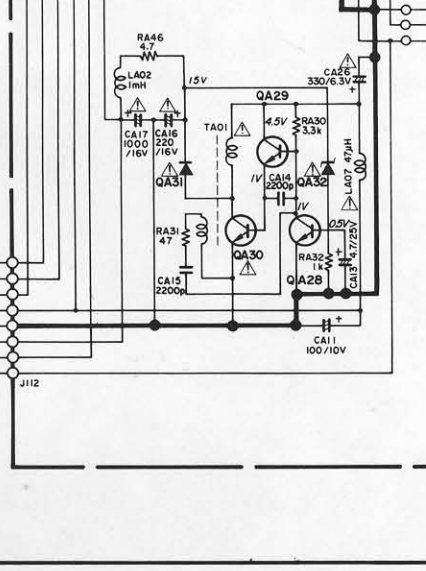 RA46
4.7
LA02
1mH
15V
CA26
330/6.3V
+
QA29
TA01
4.5V
RA30
3.3k
+
+
CA17
1000
/16V
CA16
220
/16V
QA31
1V
CA14
2200p
QA32
LA07 47μH
1V
0.5V
RA31
47
QA30
RA32
1k
+
CA13 4.7/25V
CA15
2200p
QA28
+
CA11
100/10V
J112